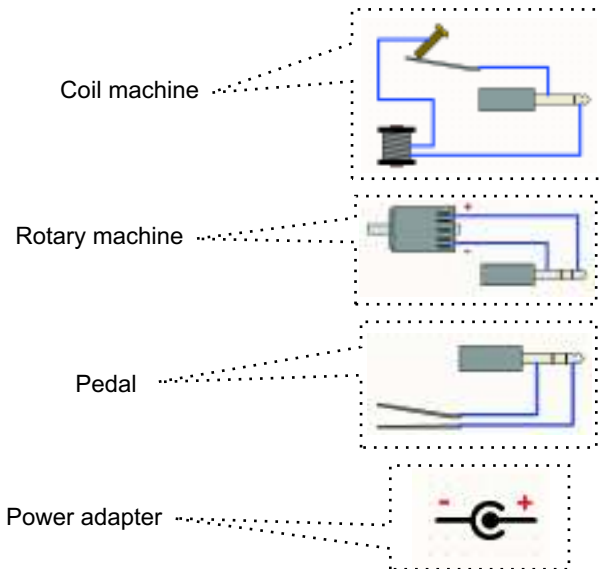 Coil machine
+
Rotary machine
-
Pedal
- +
Power adapter